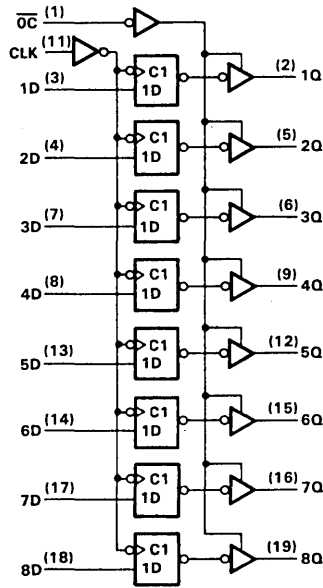 OC (1)
CLK (11)
C1
1D (3)
1D
(2)
1Q
C1
2D (4)
1D
(5)
2Q
C1
3D (7)
1D
(6)
3Q
C1
4D (8)
1D
(9)
4Q
C1
5D (13)
1D
(12)
5Q
C1
6D (14)
1D
(15)
6Q
C1
7D (17)
1D
(16)
7Q
C1
8D (18)
1D
(19)
8Q